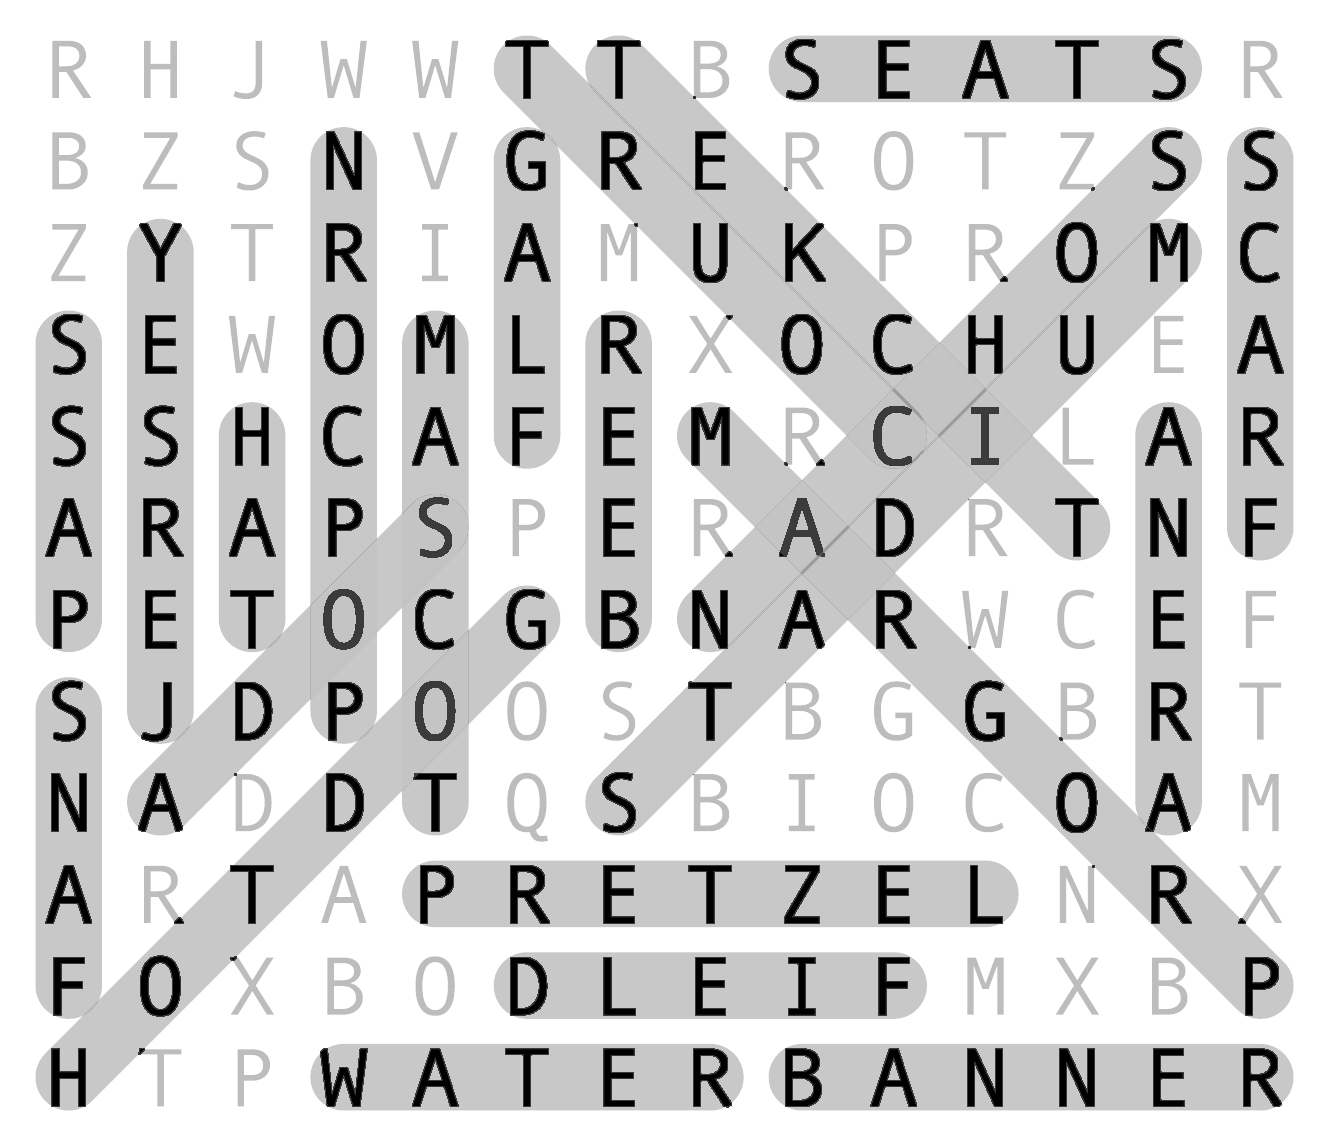 R H J W W T T B S E A T S R
B Z S N V G R E R O T Z S S
Z Y T R I A M U K P R O M C
S E W O M L R X O C H U E A
S S H C A F E M R C I L A R
A R A P S P E R A D R T N F
P E T O C G B N A R W C E F
S J D P O O S T B G G B R T
N A D D T Q S B I O C O A M
A R T A P R E T Z E L N R X
F O X B O D L E I F M X B P
H T P W A T E R B A N N E R